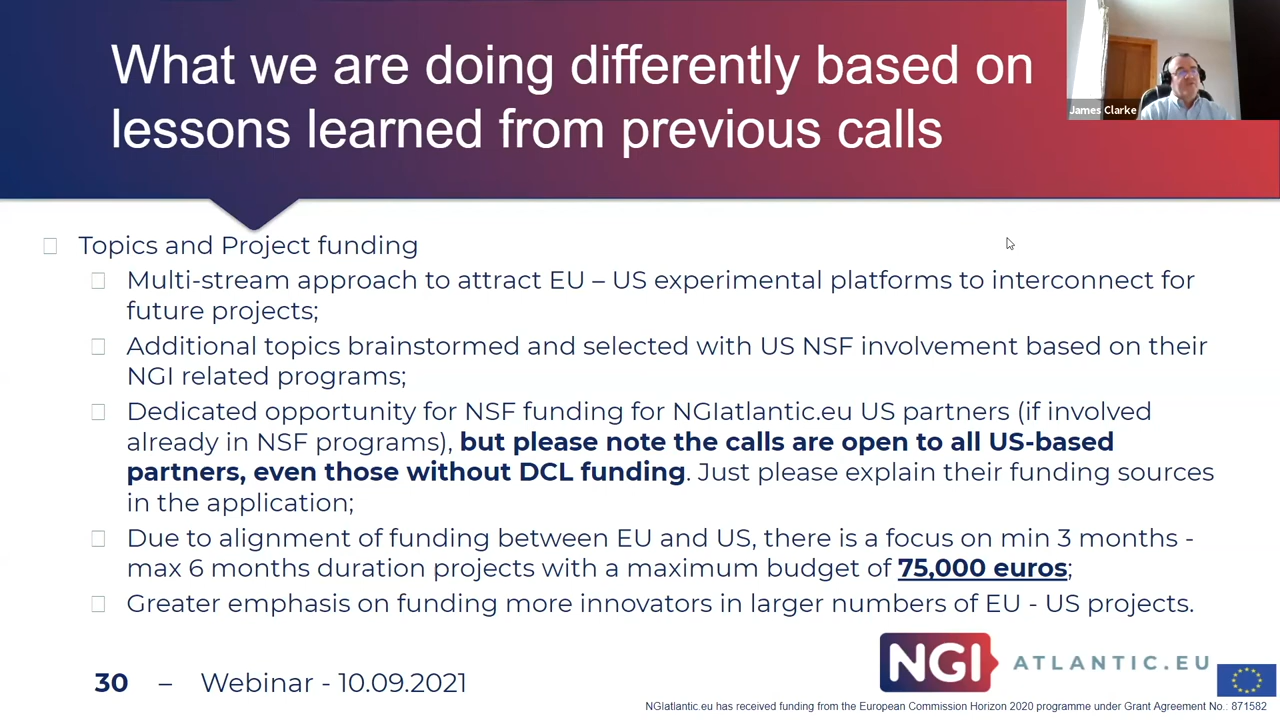 What we are doing differently based on
lessons learned from previous calls
James Clarke
Topics and Project funding
Multi-stream approach to attract EU – US experimental platforms to interconnect for
future projects;
Additional topics brainstormed and selected with US NSF involvement based on their
NGI related programs;
Dedicated opportunity for NSF funding for NGIatlantic.eu US partners (if involved
already in NSF programs), but please note the calls are open to all US-based
partners, even those without DCL funding. Just please explain their funding sources
in the application;
Due to alignment of funding between EU and US, there is a focus on min 3 months -
max 6 months duration projects with a maximum budget of 75,000 euros;
Greater emphasis on funding more innovators in larger numbers of EU - US projects.
NGI ATLANTIC.EU
30 – Webinar - 10.09.2021
NGIatlantic.eu has received funding from the European Commission Horizon 2020 programme under Grant Agreement No.: 871582